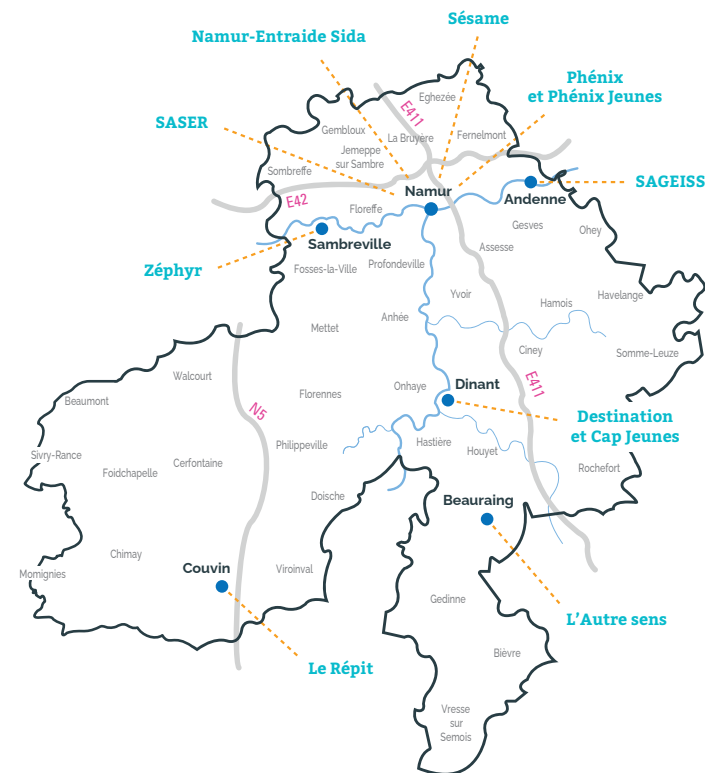 Sésame
Namur-Entraide Sida
Phénix
et Phénix Jeunes
SASER
SAGEISS
Zéphyr
Eghezée
E411
Gembloux
La Bruyère
Fernelmont
Jemeppe
sur Sambre
Sombreffe
Namur
Andenne
E42
Floreffe
Gesves
Ohey
Sambreville
Assesse
Fosses-la-Ville
Profondeville
Yvoir
Hamois
Havelange
Anhée
Mettet
Ciney
Somme-Leuze
Walcourt
Onhaye
Dinant
E411
Beaumont
Florennes
N5
Destination
et Cap Jeunes
Philippeville
Hastière
Houyet
Sivry-Rance
Foidchapelle
Cerfontaine
Rochefort
Doische
Beauraing
Chimay
Momignies
Couvin
Viroinval
Gedinne
L'Autre sens
Bièvre
Le Répit
Vresse
sur
Semois